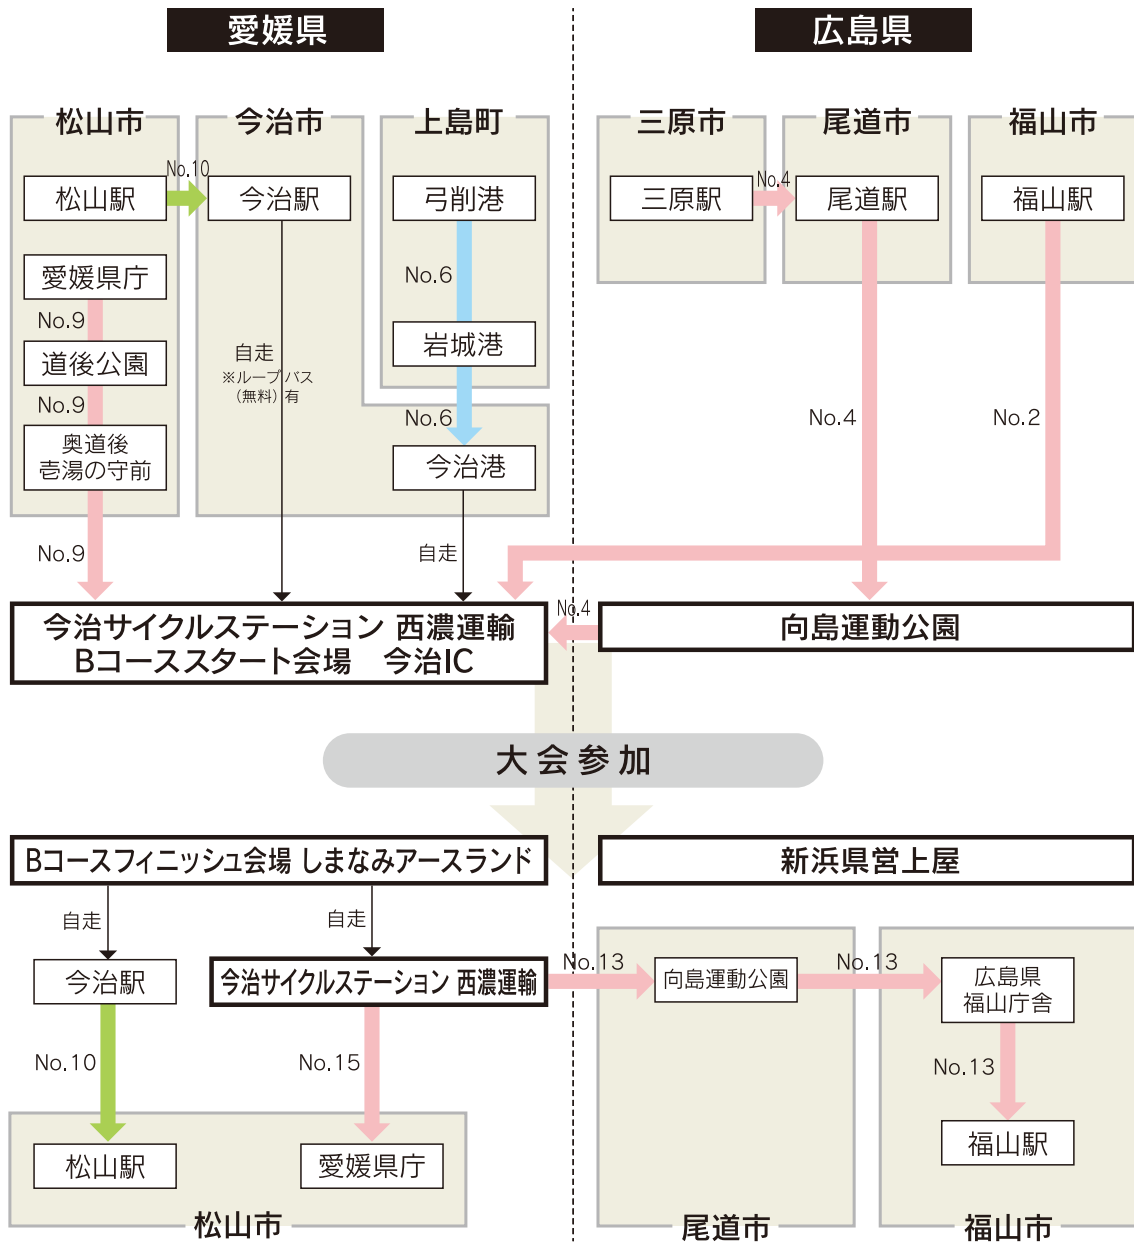 愛媛県
広島県
松山市
今治市
上島町
三原市
尾道市
福山市
松山駅
No.10
今治駅
弓削港
三原駅
No.4
尾道駅
福山駅
愛媛県庁
No.9
道後公園
No.9
奥道後
壱湯の守前
No.9
自走
※ループバス
（無料）有
No.6
岩城港
No.6
今治港
自走
No.4
No.2
今治サイクルステーション 西濃運輸
Bコーススタート会場　今治IC
No.4
向島運動公園
大会参加
Bコースフィニッシュ会場 しまなみアースランド
新浜県営上屋
自走
自走
今治駅
今治サイクルステーション 西濃運輸
No.13
向島運動公園
No.13
広島県
福山庁舎
No.10
No.15
No.13
松山駅
愛媛県庁
福山駅
松山市
尾道市
福山市